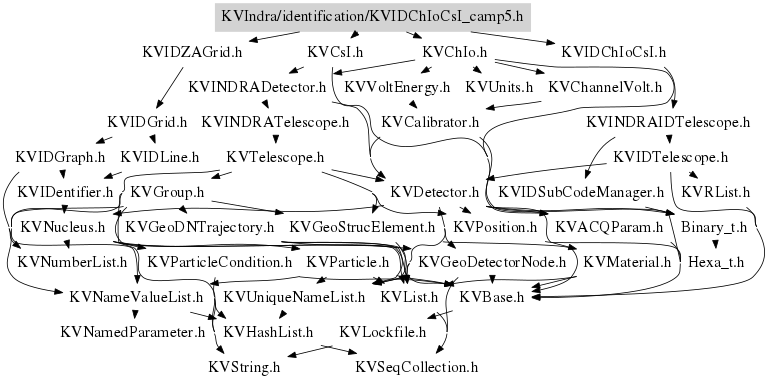 KVIndra/identification/KVIDChIoCsI_camp5.h
KVIDZAGrid.h KVCsI.h KVChIo.h KVIDChIoCsI.h
KVINDRADetector.h KVVoltEnergy.h KVUnits.h KVChannelVolt.h
KVIDGrid.h KVINDRATelescope.h KVCalibrator.h KVINDRAIDTelescope.h
KVIDGraph.h KVIDLine.h KVTelescope.h KVIDTelescope.h
KVIDentifier.h KVGroup.h KVDetector.h KVIDSubCodeManager.h KVRList.h
KVNucleus.h KVGeoDNTrajectory.h KVGeoStrucElement.h KVPosition.h KVACQParam.h Binary_t.h
KVNumberList.h KVParticleCondition.h KVParticle.h KVGeoDetectorNode.h KVMaterial.h Hexa_t.h
KVNameValueList.h KVUniqueNameList.h KVList.h KVBase.h
KVNamedParameter.h KVHashList.h KVLockfile.h
KVString.h KVSeqCollection.h